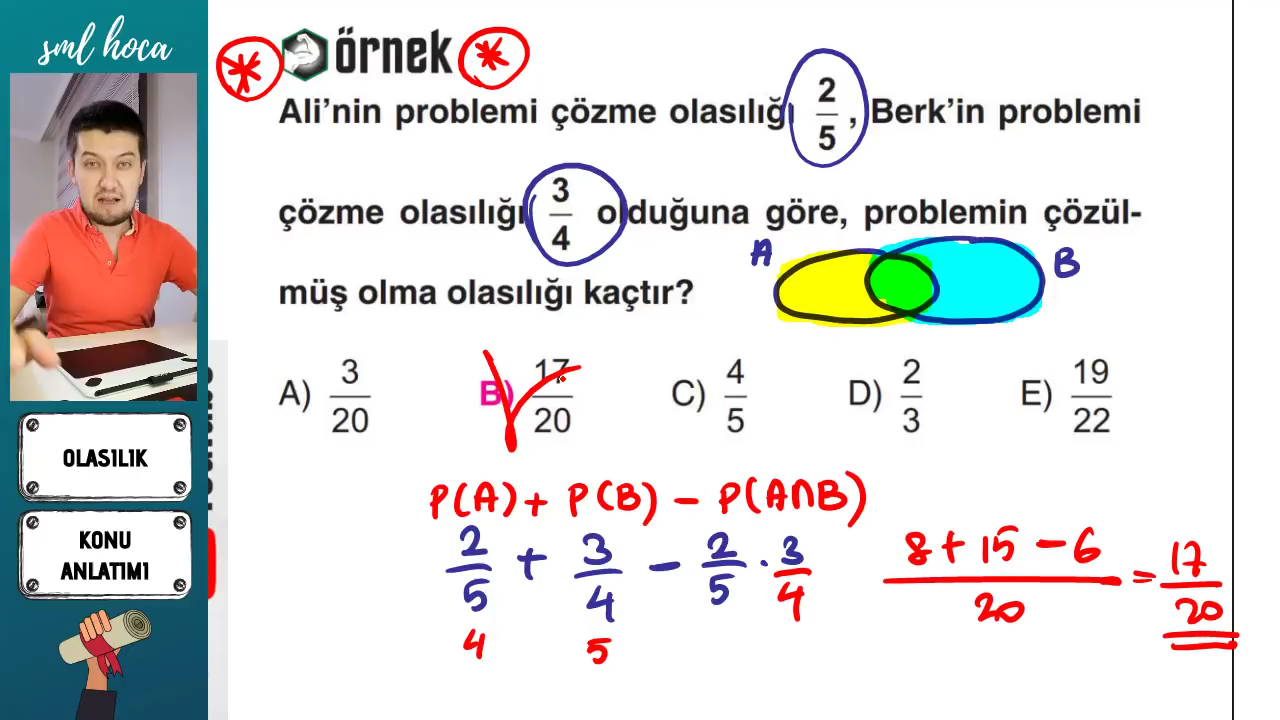 sml hoca
örnek
Ali’nin problemi çözme olasılığı 2/5, Berk’in problemi
çözme olasılığı 3/4 olduğuna göre, problemin çözül-
müş olma olasılığı kaçtır?
A B
A) 3/20 B) 17/20 C) 4/5 D) 2/3 E) 19/22
OLASILIK
KONU
ANLATIMI
P(A) + P(B) – P(A∩B)
2/5 + 3/4 – 2/5 · 3/4
4 5
8 + 15 – 6 / 20 = 17/20